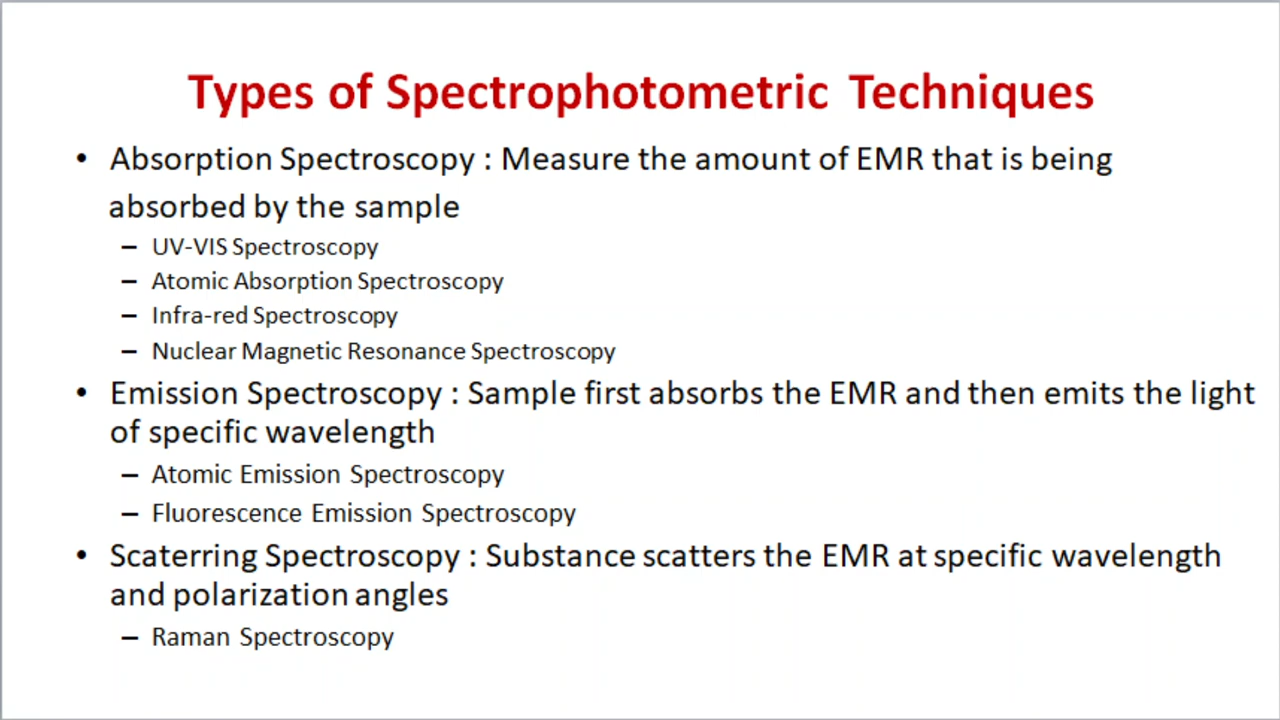 Types of Spectrophotometric Techniques
• Absorption Spectroscopy : Measure the amount of EMR that is being
absorbed by the sample
– UV-VIS Spectroscopy
– Atomic Absorption Spectroscopy
– Infra-red Spectroscopy
– Nuclear Magnetic Resonance Spectroscopy
• Emission Spectroscopy : Sample first absorbs the EMR and then emits the light
of specific wavelength
– Atomic Emission Spectroscopy
– Fluorescence Emission Spectroscopy
• Scaterring Spectroscopy : Substance scatters the EMR at specific wavelength
and polarization angles
– Raman Spectroscopy